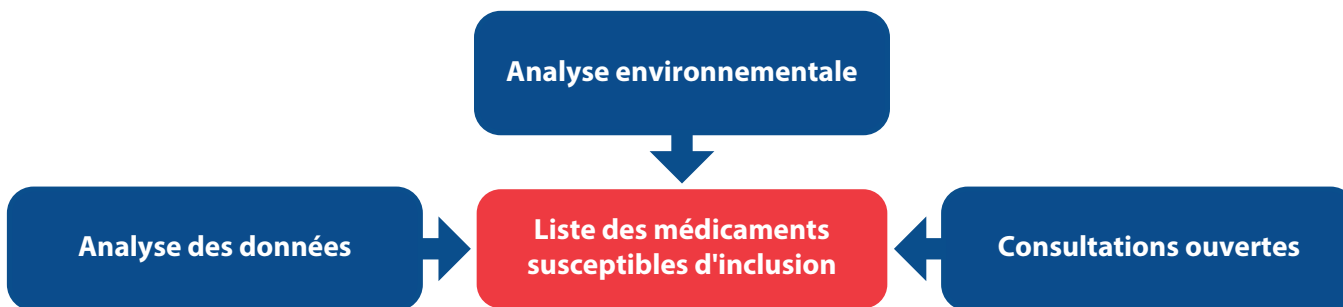 Analyse environnementale
Analyse des données
Liste des médicaments
susceptibles d'inclusion
Consultations ouvertes